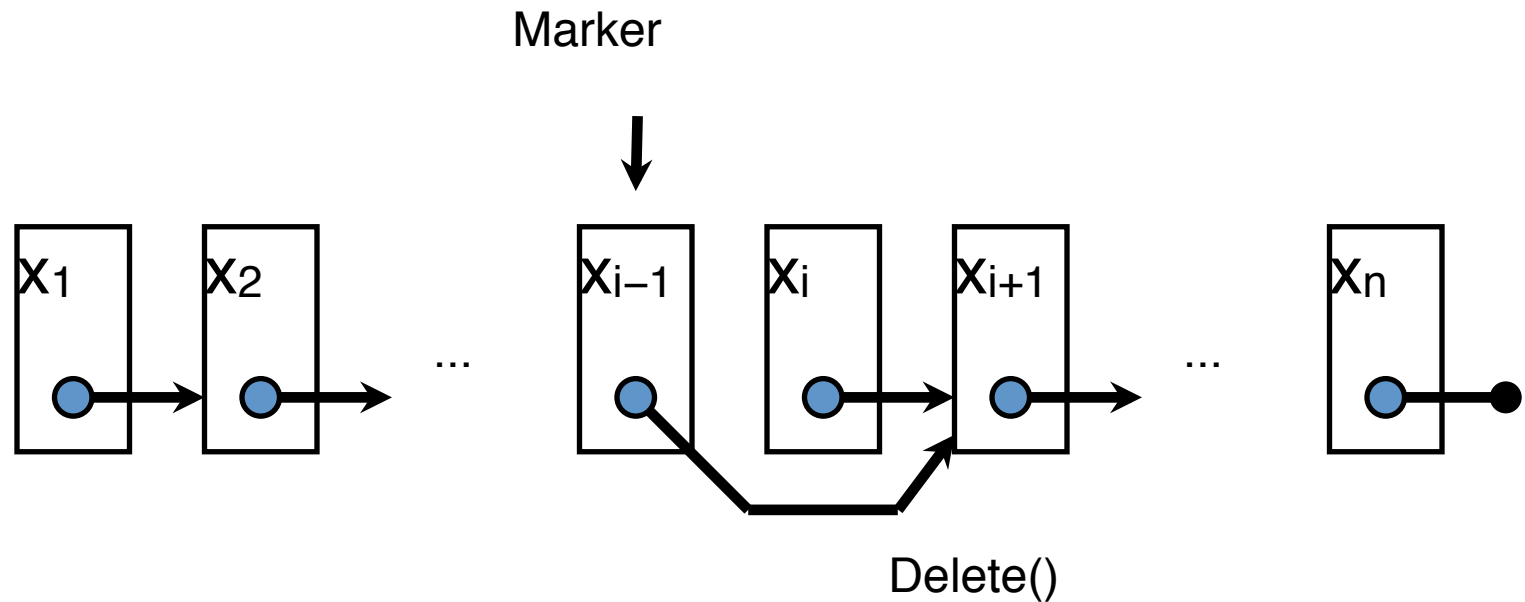 Marker
x₁ x₂ xᵢ₋₁ xᵢ xᵢ₊₁ xₙ
... ...
Delete()